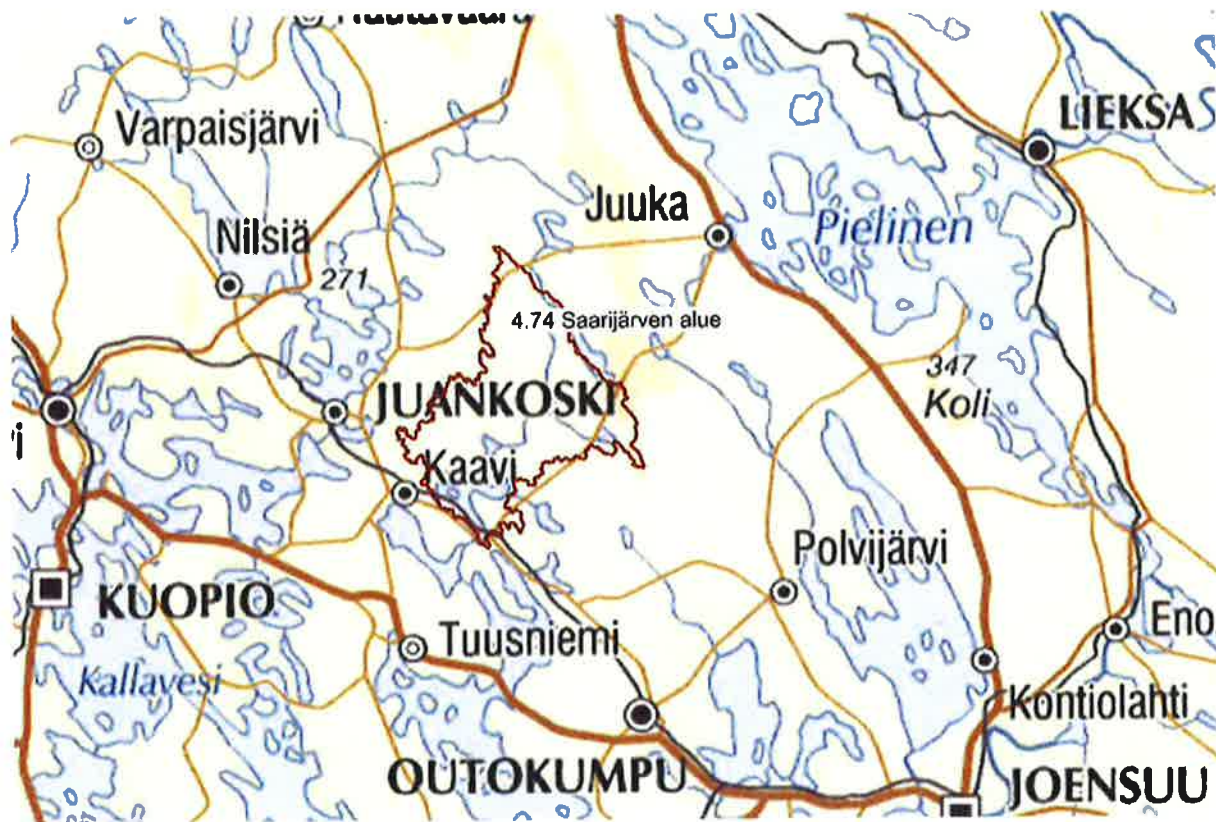 Varpaisjärvi
LIEKSA
Juuka
Pielinen
Nilsiä
271
4.74 Saarijärven alue
347
Koli
JUANKOSKI
Kaavi
Polvijärvi
KUOPIO
Eno
Tuusniemi
Kallavesi
Kontiolahti
OUTOKUMPU
JOENSUU